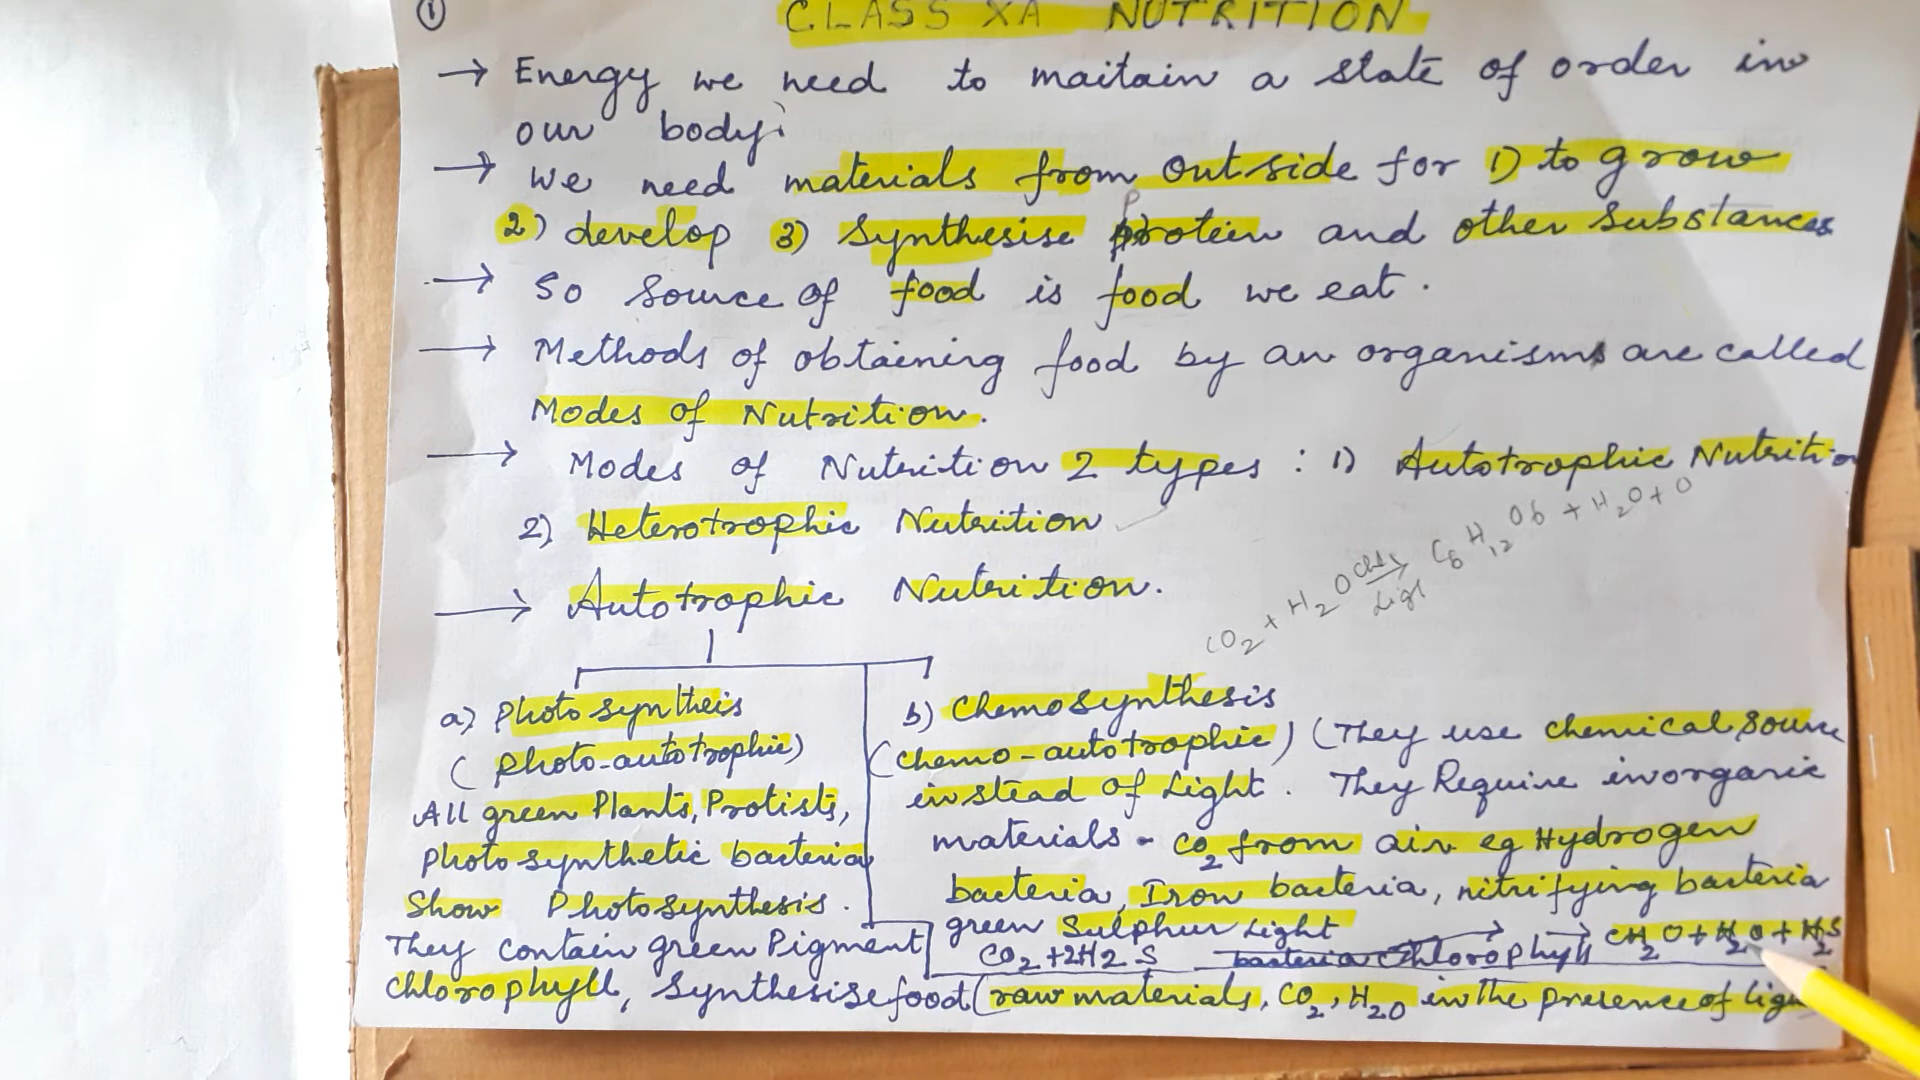 1
CLASS XA NUTRITION
→ Energy we need to maitain a state of order in
our body.
→ We need materials from outside for 1) to grow
2) develop 3) Synthesise protein and other substances
→ So source of food is food we eat.
→ Methods of obtaining food by an organisms are called
Modes of Nutrition.
→ Modes of Nutrition 2 types : 1) Autotrophic Nutrition
2) Heterotrophic Nutrition
CO2 + H2O → C6H12O6 + H2O + O
→ Autotrophic Nutrition.
a) Photosyntheis
(Photo-autotrophic)
All green Plants, Protists,
Photosynthetic bacteria
Show Photosynthesis.
They contain green Pigment
b) Chemosynthesis
(Chemo-autotrophic) (They use chemical source
instead of Light. They Require inorganic
materials - CO2 from air eg Hydrogen
bacteria, Iron bacteria, nitrifying bacteria
green Sulphur Light
CO2+2H2S bacteria Chlorophyll → CH2O+H2O+H2S
Chlorophyll, Synthesise food (raw materials, CO2, H2O in the presence of ligh